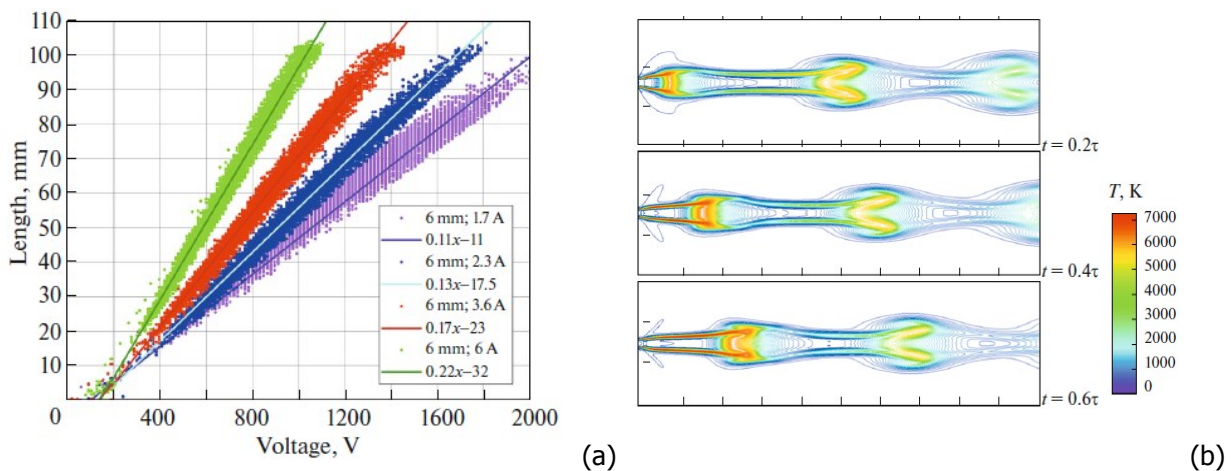 110
100
90
80
70
60
50
40
30
20
10
0
400
800
1200
1600
2000
Length, mm
Voltage, V
6 mm; 1.7 A
0.11x−11
6 mm; 2.3 A
0.13x−17.5
6 mm; 3.6 A
0.17x−23
6 mm; 6 A
0.22x−32
(a)
t = 0.2τ
t = 0.4τ
t = 0.6τ
T, K
7000
6000
5000
4000
3000
2000
1000
0
(b)